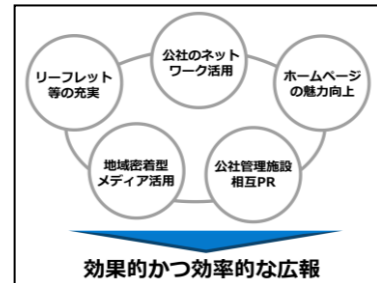 公社のネット
ワーク活用
リーフレット
等の充実
ホームページ
の魅力向上
地域密着型
メディア活用
公社管理施設
相互PR
効果的かつ効率的な広報